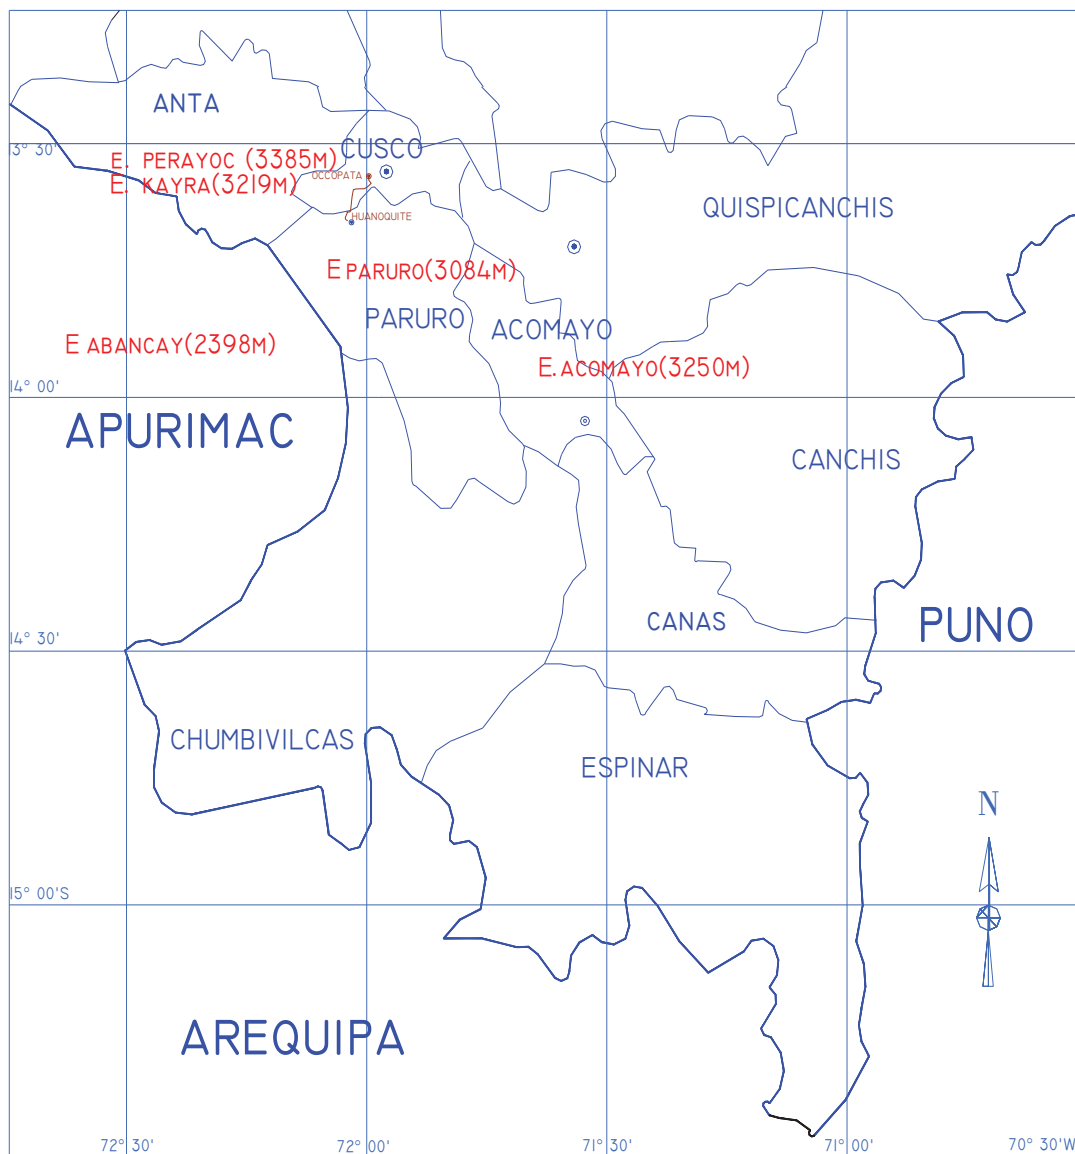 ANTA
13° 30'
CUSCO
E. PERAYOC (3385M)
OCCOPATA
E. KAYRA(3219M)
QUISPICANCHIS
HUANOQUITE
E PARURO(3084M)
PARURO
ACOMAYO
E ABANCAY(2398M)
E. ACOMAYO(3250M)
14° 00'
APURIMAC
CANCHIS
CANAS
PUNO
14° 30'
CHUMBIVILCAS
ESPINAR
N
15° 00'S
AREQUIPA
72° 30'
72° 00'
71° 30'
71° 00'
70° 30'W